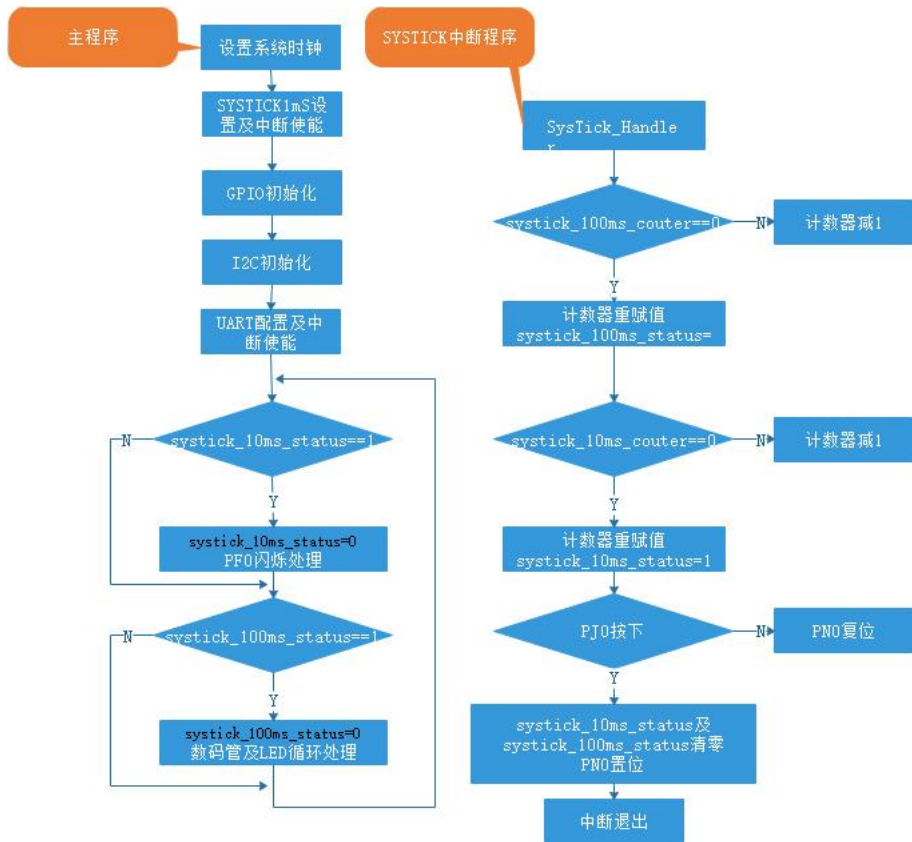 主程序
设置系统时钟
SYSTICK1mS设
置及中断使能
GPIO初始化
I2C初始化
UART配置及中
断使能
N
systick_10ms_status==1
Y
systick_10ms_status=0
PF0闪烁处理
N
systick_100ms_status==1
Y
systick_100ms_status=0
数码管及LED循环处理
SYSTICK中断程序
SysTick_Handle
r
systick_100ms_couter==0
N
计数器减1
Y
计数器重赋值
systick_100ms_status=
systick_10ms_couter==0
N
计数器减1
Y
计数器重赋值
systick_10ms_status=1
PJ0按下
N
PN0复位
Y
systick_10ms_status及
systick_100ms_status清零
PN0置位
中断退出